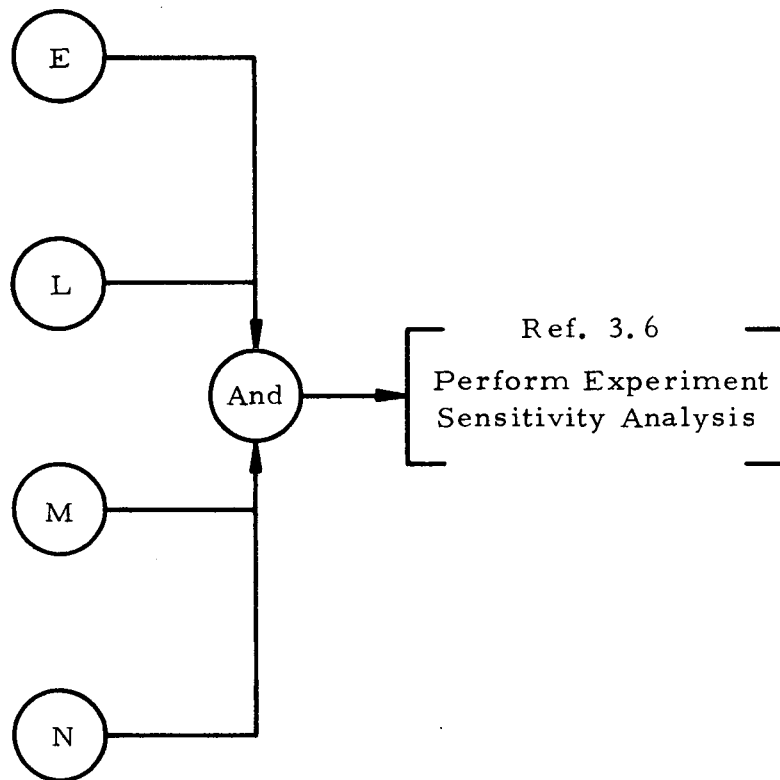 E
L
And
Ref. 3.6
Perform Experiment
Sensitivity Analysis
M
N